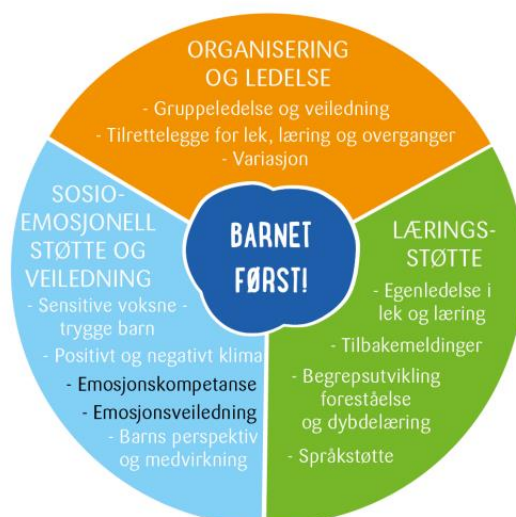 ORGANISERING
OG LEDELSE
- Gruppeledelse og veiledning
- Tilrettelegge for lek, læring og overganger
- Variasjon
SOSIO-
EMOSJONELL
STØTTE OG
VEILEDNING
- Sensitive voksne -
trygge barn
- Positivt og negativt klima
- Emosjonskompetanse
- Emosjonsveiledning
- Barns perspektiv
og medvirkning
BARNET
FØRST!
LÆRINGS-
STØTTE
- Egenledelse i
lek og læring
- Tilbakemeldinger
- Begrepsutvikling
foreståelse
og dybdelæring
- Språkstøtte